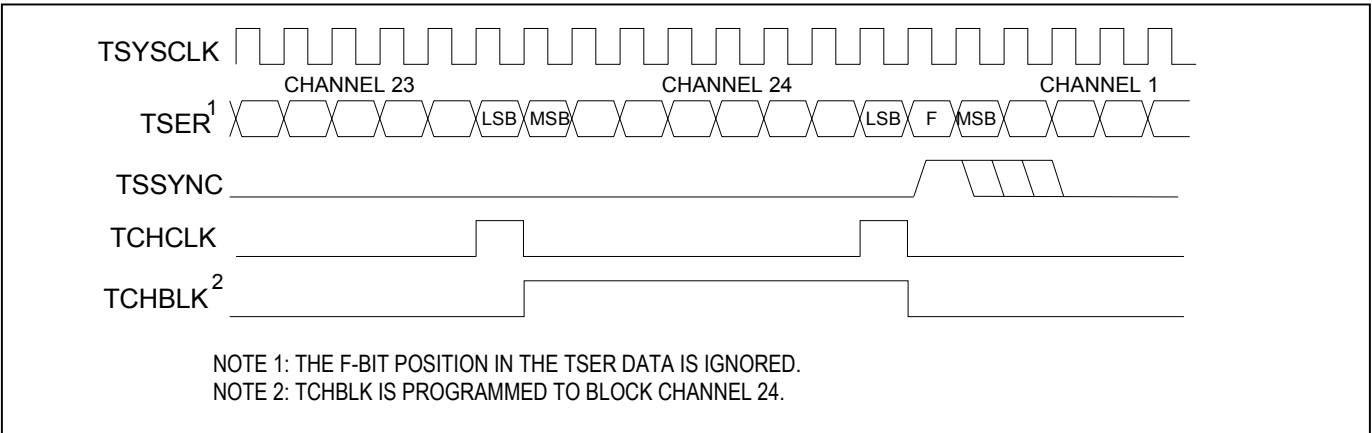 TSYSCLK
CHANNEL 23 CHANNEL 24 CHANNEL 1
TSER1 LSB MSB LSB F MSB
TSSYNC
TCHCLK
TCHBLK2
NOTE 1: THE F-BIT POSITION IN THE TSER DATA IS IGNORED.
NOTE 2: TCHBLK IS PROGRAMMED TO BLOCK CHANNEL 24.